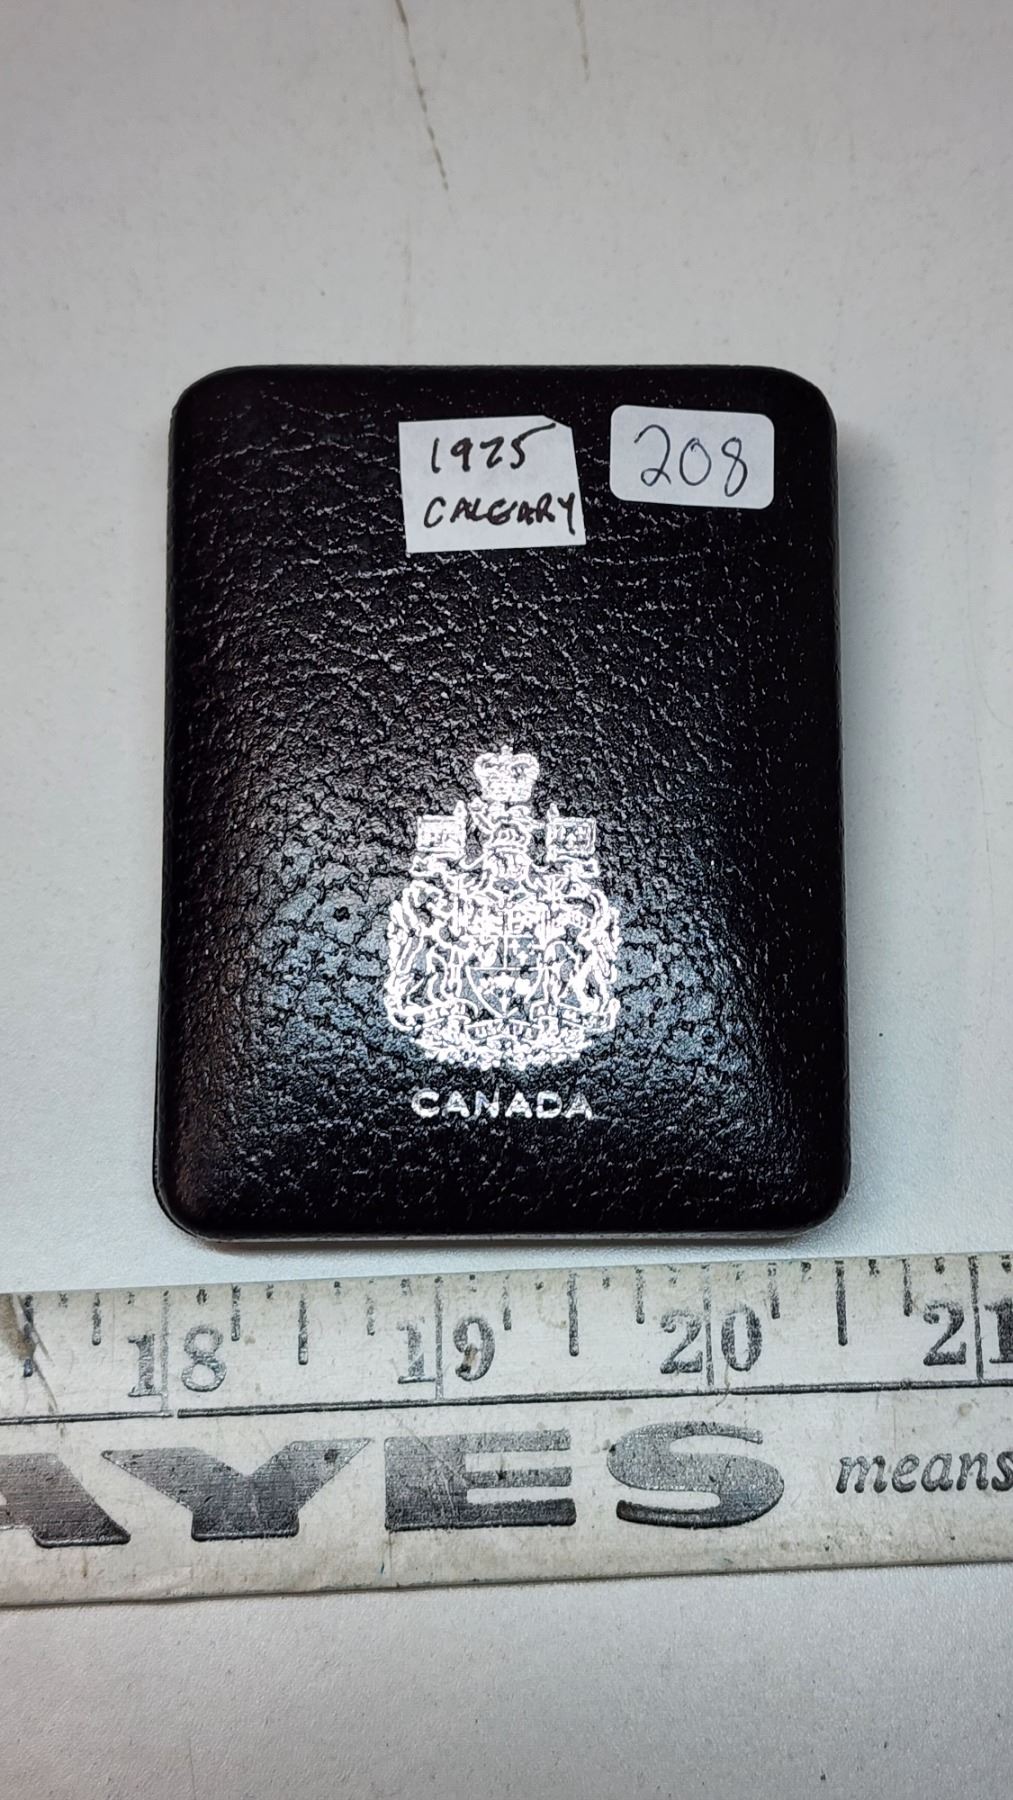 1975
CALGARY
208
CANADA
18 19 20 21
AYES means